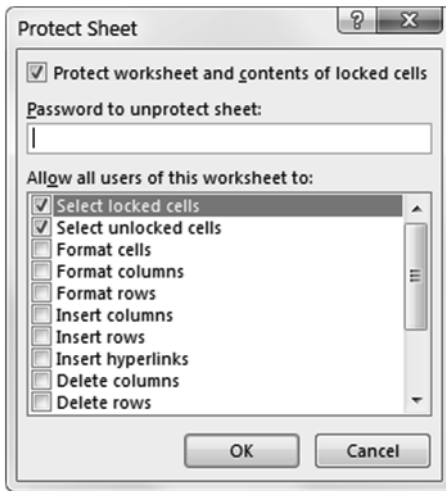 Protect Sheet
Protect worksheet and contents of locked cells
Password to unprotect sheet:
Allow all users of this worksheet to:
Select locked cells
Select unlocked cells
Format cells
Format columns
Format rows
Insert columns
Insert rows
Insert hyperlinks
Delete columns
Delete rows
OK Cancel